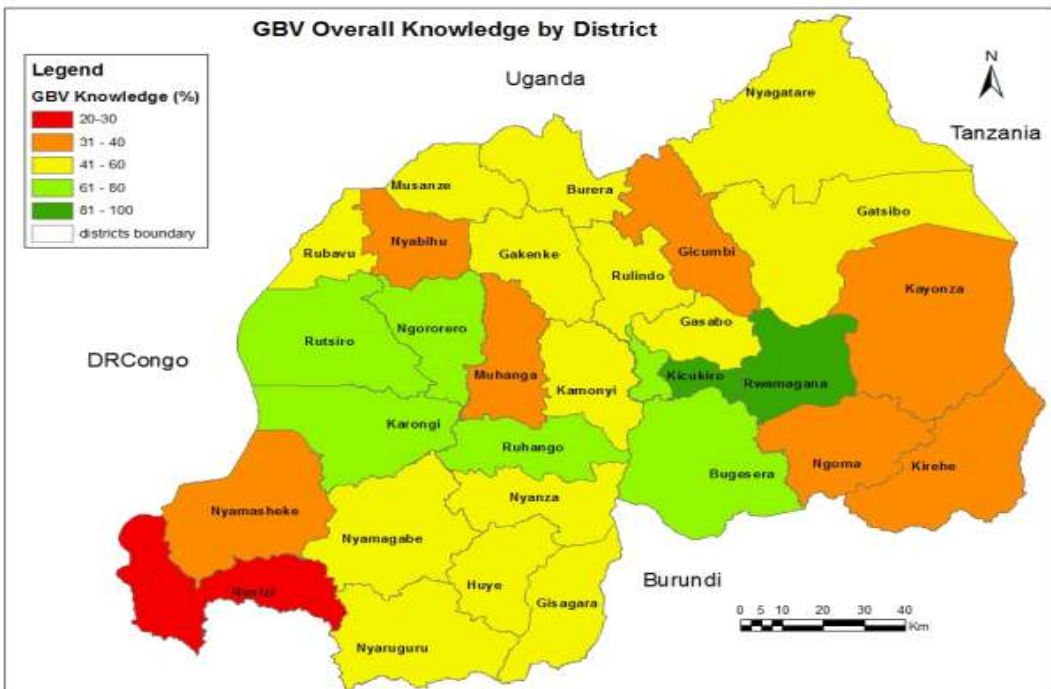 GBV Overall Knowledge by District
Legend
GBV Knowledge (%)
20-30
31 - 40
41 - 60
61 - 80
81 - 100
districts boundary
Uganda
N
Tanzania
DRCongo
Burundi
Nyagatare
Musanze
Burera
Gatsibo
Rubavu
Nyabihu
Gakenke
Rulindo
Gicumbi
Kayonza
Rutsiro
Ngororero
Gasabo
Muhanga
Kamonyi
Kicukiro
Rwamagana
Karongi
Ruhango
Bugesera
Ngoma
Kirehe
Nyamasheke
Nyanza
Nyamagabe
Rusizi
Huye
Gisagara
Nyaruguru
0 5 10 20 30 40
Km